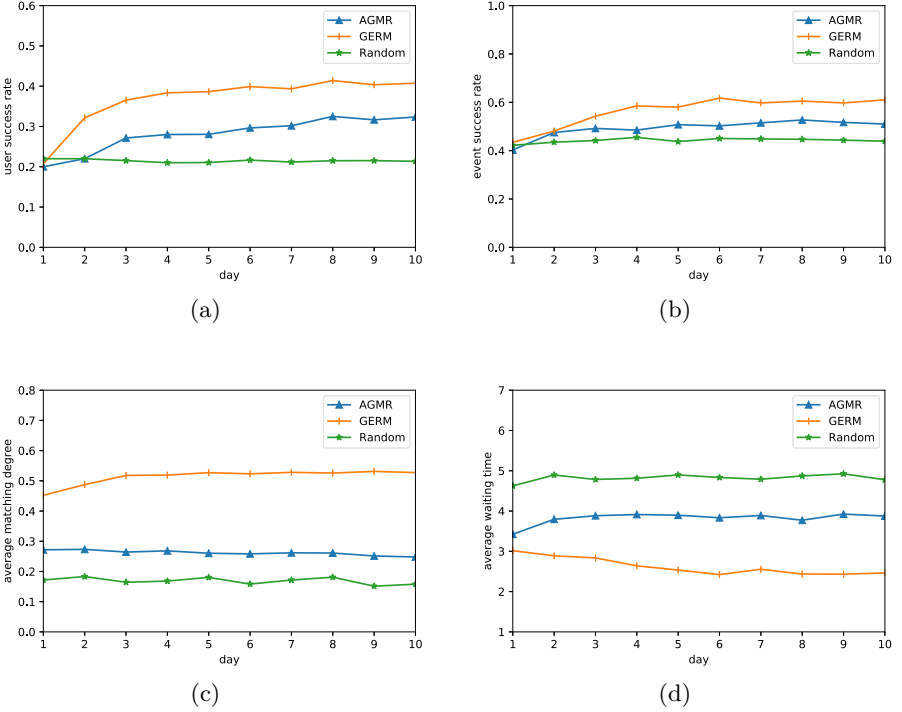 0.6
0.5
0.4
0.3
0.2
0.1
0.0
user success rate
1 2 3 4 5 6 7 8 9 10
day
AGMR
GERM
Random
(a)
1.0
0.8
0.6
0.4
0.2
0.0
event success rate
1 2 3 4 5 6 7 8 9 10
day
AGMR
GERM
Random
(b)
0.8
0.7
0.6
0.5
0.4
0.3
0.2
0.1
0.0
average matching degree
1 2 3 4 5 6 7 8 9 10
day
AGMR
GERM
Random
(c)
7
6
5
4
3
2
1
average waiting time
1 2 3 4 5 6 7 8 9 10
day
AGMR
GERM
Random
(d)